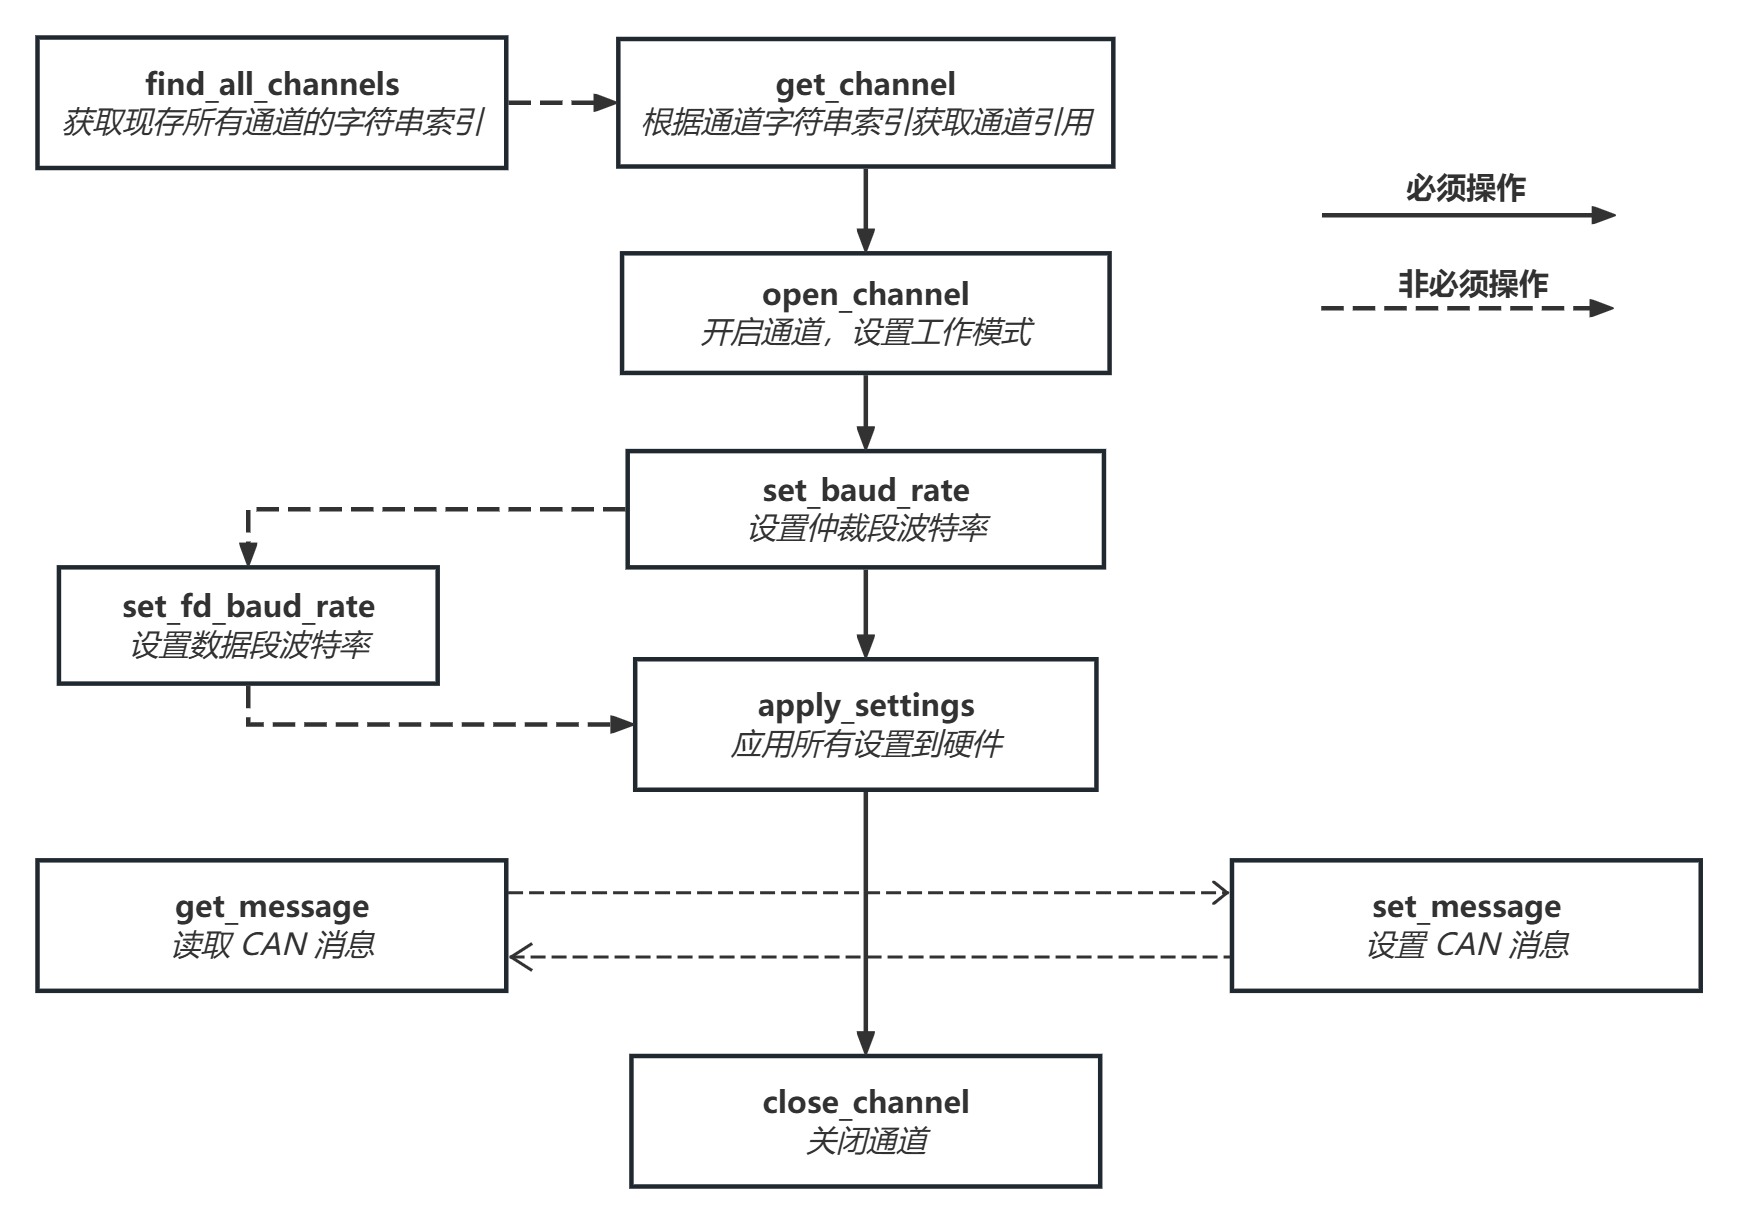 find_all_channels
获取现存所有通道的字符串索引
get_channel
根据通道字符串索引获取通道引用
必须操作
非必须操作
open_channel
开启通道，设置工作模式
set_baud_rate
设置仲裁段波特率
set_fd_baud_rate
设置数据段波特率
apply_settings
应用所有设置到硬件
get_message
读取 CAN 消息
set_message
设置 CAN 消息
close_channel
关闭通道